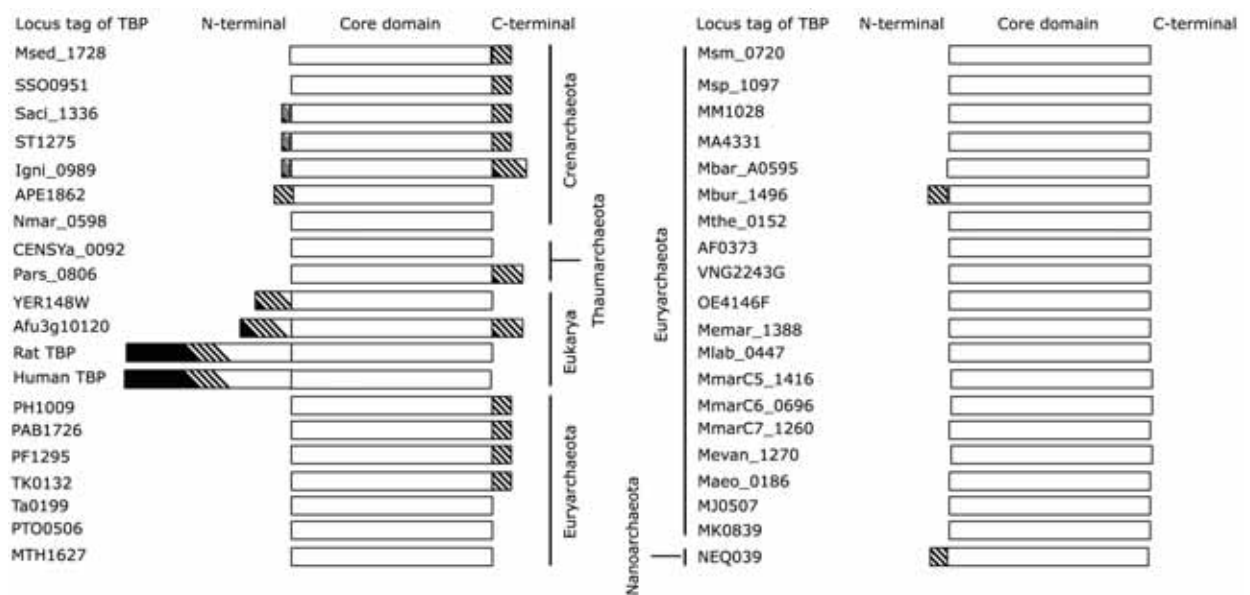 Locus tag of TBP N-terminal Core domain C-terminal
Msed_1728
SSO0951
Saci_1336
ST1275
Igni_0989
APE1862
Nmar_0598
CENSYa_0092
Pars_0806
YER148W
Afu3g10120
Rat TBP
Human TBP
PH1009
PAB1726
PF1295
TK0132
Ta0199
PTO0506
MTH1627
Crenarchaeota
Thaumarchaeota
Eukarya
Euryarchaeota
Locus tag of TBP N-terminal Core domain C-terminal
Msm_0720
Msp_1097
MM1028
MA4331
Mbar_A0595
Mbur_1496
Mthe_0152
AF0373
VNG2243G
OE4146F
Memar_1388
Mlab_0447
MmarC5_1416
MmarC6_0696
MmarC7_1260
Mevan_1270
Maeo_0186
MJ0507
MK0839
NEQ039
Euryarchaeota
Nanoarchaeota